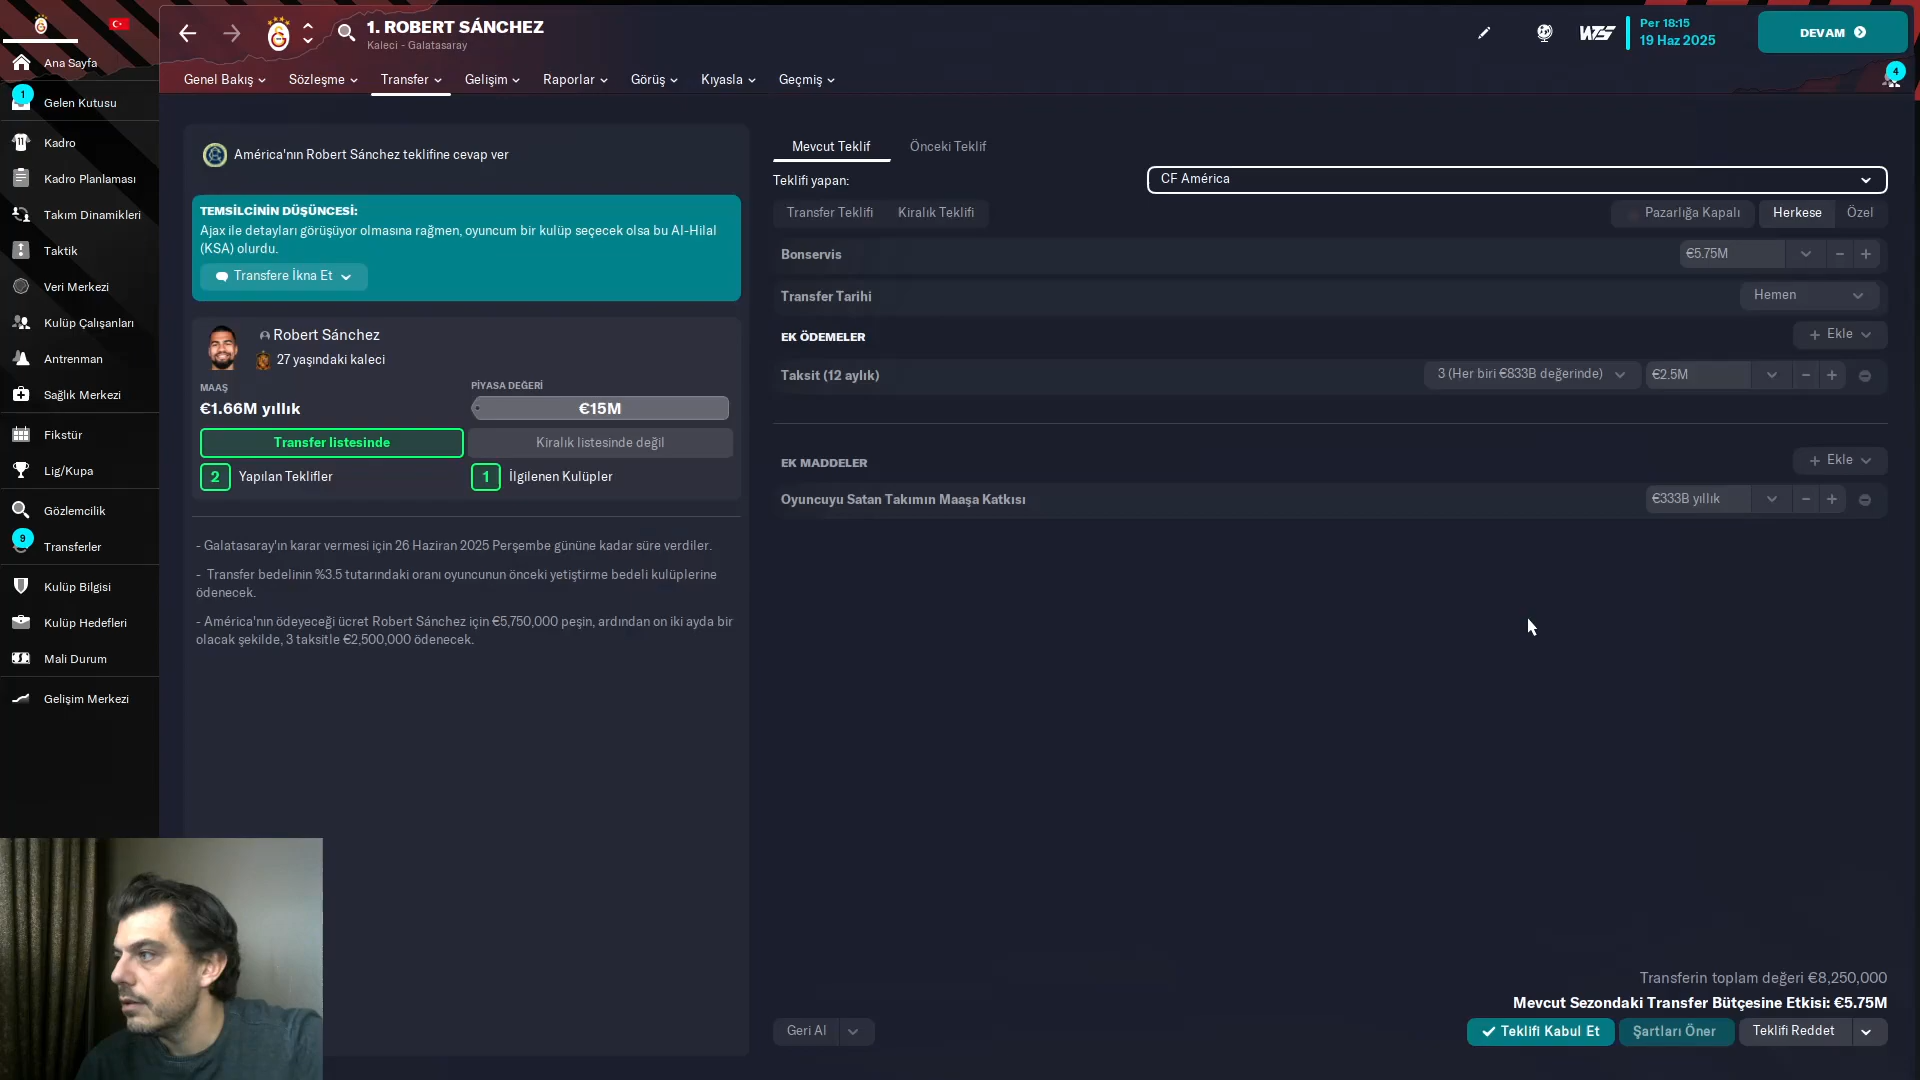 1. ROBERT SÁNCHEZ
Kaleci - Galatasaray
Per 18:15
19 Haz 2025
DEVAM
4
Genel Bakış
Sözleşme
Transfer
Gelişim
Raporlar
Görüş
Kıyasla
Geçmiş
Ana Sayfa
1
Gelen Kutusu
Kadro
Kadro Planlaması
Takım Dinamikleri
Taktik
Veri Merkezi
Kulüp Çalışanları
Antrenman
Sağlık Merkezi
Fikstür
Lig/Kupa
Gözlemcilik
9
Transferler
Kulüp Bilgisi
Kulüp Hedefleri
Mali Durum
Gelişim Merkezi
América'nın Robert Sánchez teklifine cevap ver
TEMSİLCİNİN DÜŞÜNCESİ:
Ajax ile detayları görüşüyor olmasına rağmen, oyuncum bir kulüp seçecek olsa bu Al-Hilal
(KSA) olurdu.
Transfere İkna Et
Robert Sánchez
27 yaşındaki kaleci
MAAŞ
PİYASA DEĞERİ
€1.66M yıllık
€15M
Transfer listesinde
Kiralık listesinde değil
2 Yapılan Teklifler
1 İlgilenen Kulüpler
- Galatasaray'ın karar vermesi için 26 Haziran 2025 Perşembe gününe kadar süre verdiler.
- Transfer bedelinin %3.5 tutarındaki oranı oyuncunun önceki yetiştirme bedeli kulüplerine
ödenecek.
- América'nın ödeyeceği ücret Robert Sánchez için €5,750,000 peşin, ardından on iki ayda bir
olacak şekilde, 3 taksitle €2,500,000 ödenecek.
Mevcut Teklif
Önceki Teklif
Teklifi yapan:
CF América
Transfer Teklifi
Kiralık Teklifi
Pazarlığa Kapalı
Herkese
Özel
Bonservis
€5.75M
Transfer Tarihi
Hemen
EK ÖDEMELER
Ekle
Taksit (12 aylık)
3 (Her biri €833B değerinde)
€2.5M
EK MADDELER
Ekle
Oyuncuyu Satan Takımın Maaşa Katkısı
€333B yıllık
Transferin toplam değeri €8,250,000
Mevcut Sezondaki Transfer Bütçesine Etkisi: €5.75M
Geri Al
Teklifi Kabul Et
Şartları Öner
Teklifi Reddet